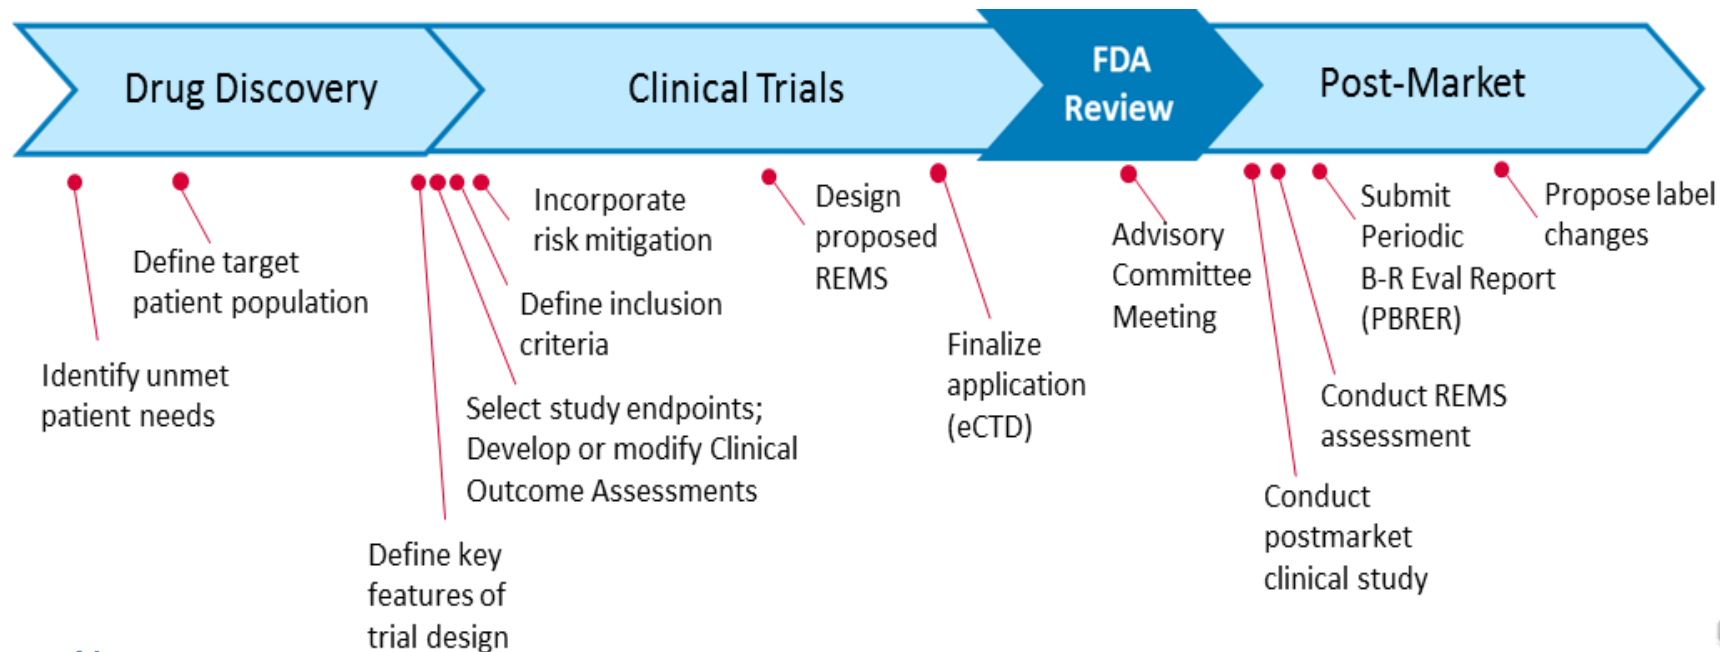 Drug Discovery
Clinical Trials
FDA
Review
Post-Market
Identify unmet
patient needs
Define target
patient population
Define key
features of
trial design
Select study endpoints;
Develop or modify Clinical
Outcome Assessments
Define inclusion
criteria
Incorporate
risk mitigation
Design
proposed
REMS
Finalize
application
(eCTD)
Advisory
Committee
Meeting
Conduct
postmarket
clinical study
Conduct REMS
assessment
Submit
Periodic
B-R Eval Report
(PBRER)
Propose label
changes